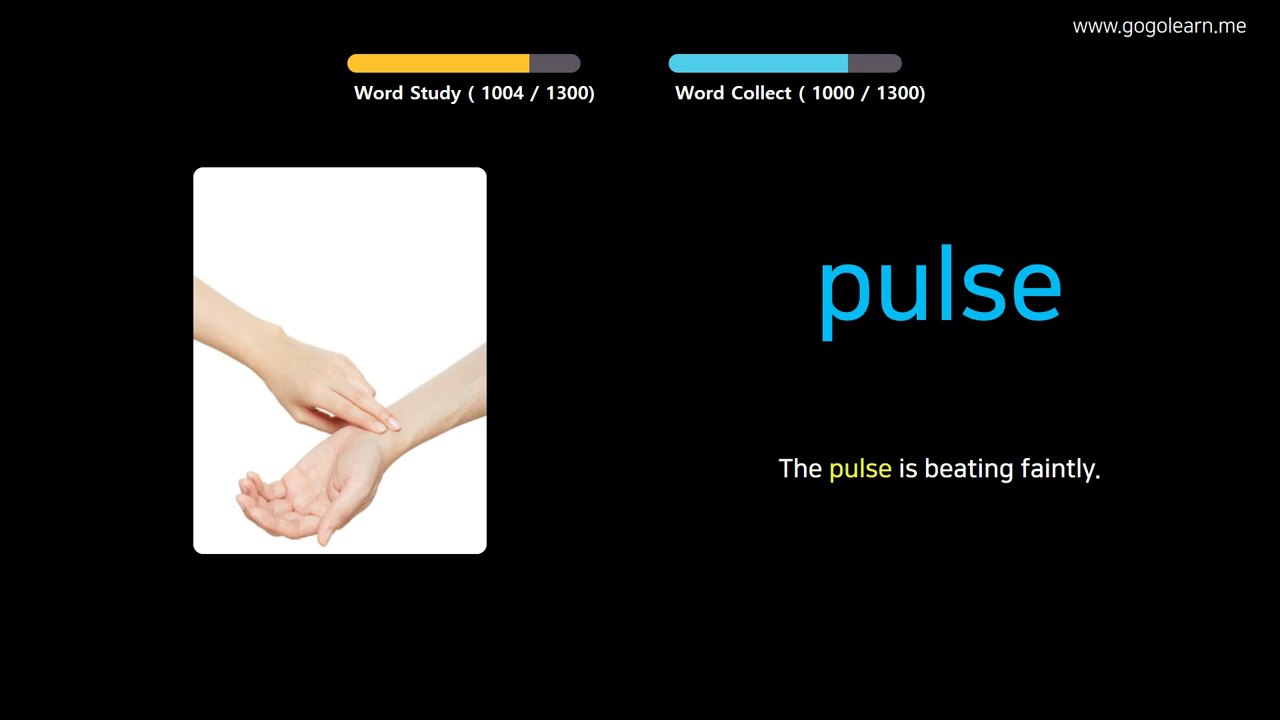 www.gogolearn.me
Word Study ( 1004 / 1300)
Word Collect ( 1000 / 1300)
pulse
The pulse is beating faintly.